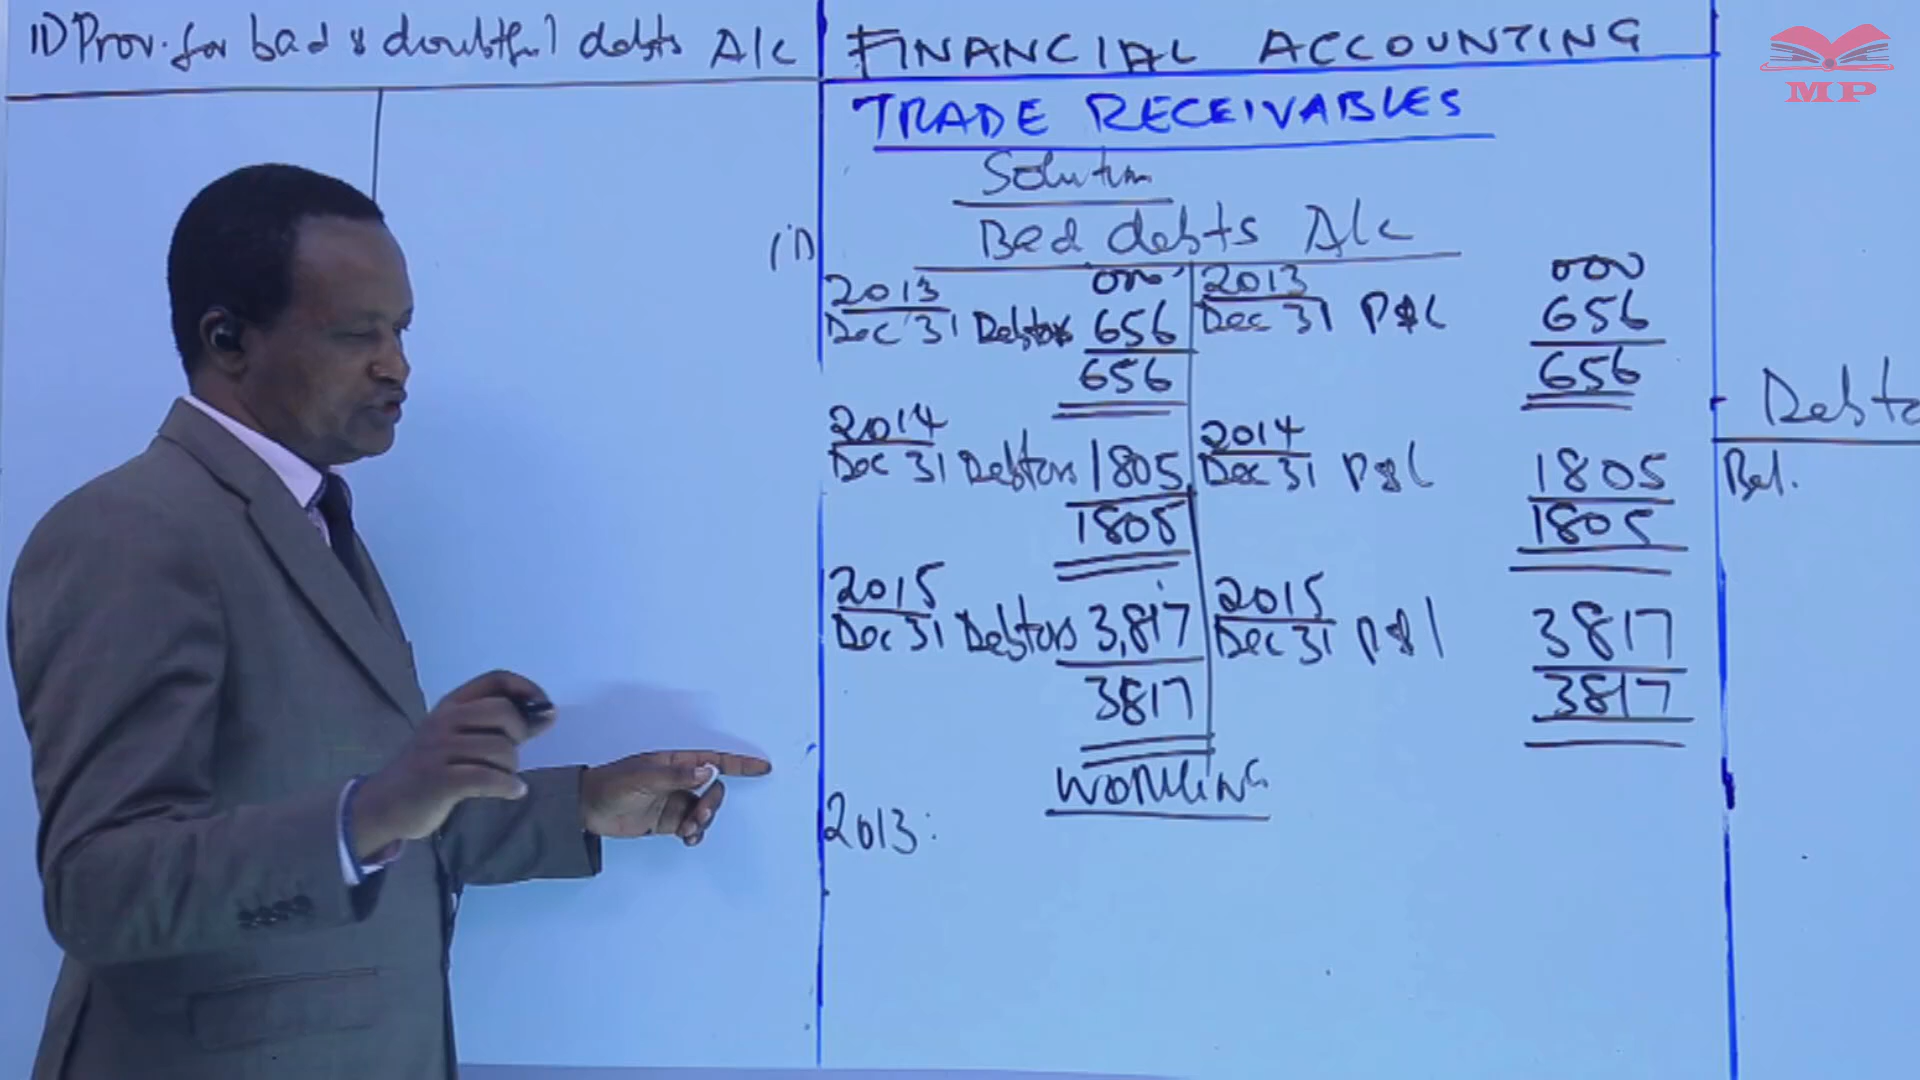 ii) Prov. for bad & doubtful debts A/c
FINANCIAL ACCOUNTING
MP
TRADE RECEIVABLES
Solution
i) Bad debts A/c
2013 000 2013 000
Dec 31 Debtors 656 Dec 31 P&L 656
656 656
2014 2014
Dec 31 Debtors 1805 Dec 31 P&L 1805
1805 1805
2015 2015
Dec 31 Debtors 3,817 Dec 31 P&L 3817
3817 3817
WORKING
2013:
Debto
Bal.